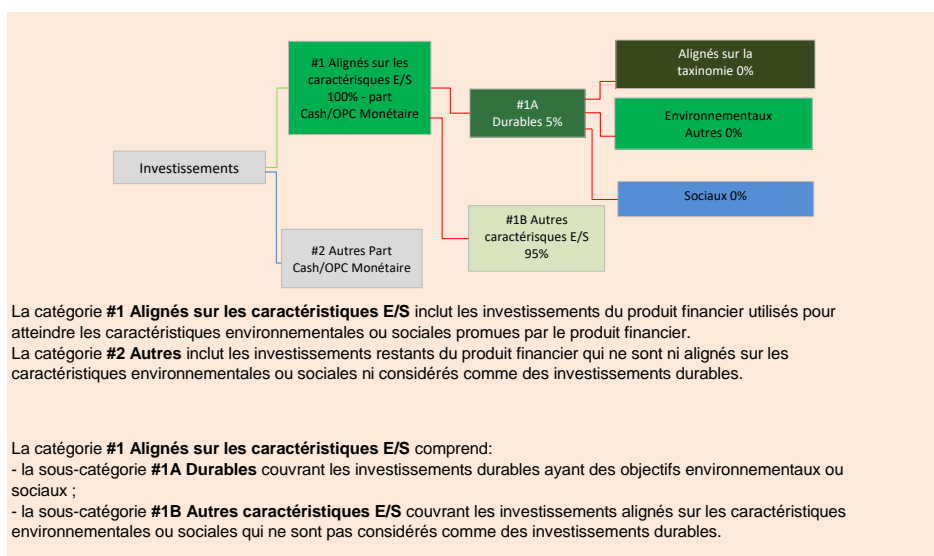 #1 Alignés sur les
caractérisques E/S
100% - part
Cash/OPC Monétaire
Alignés sur la
taxinomie 0%
#1A
Durables 5%
Environnementaux
Autres 0%
Investissements
Sociaux 0%
#1B Autres
caractérisques E/S
95%
#2 Autres Part
Cash/OPC Monétaire
La catégorie #1 Alignés sur les caractéristiques E/S inclut les investissements du produit financier utilisés pour
atteindre les caractéristiques environnementales ou sociales promues par le produit financier.
La catégorie #2 Autres inclut les investissements restants du produit financier qui ne sont ni alignés sur les
caractéristiques environnementales ou sociales ni considérés comme des investissements durables.
La catégorie #1 Alignés sur les caractéristiques E/S comprend:
- la sous-catégorie #1A Durables couvrant les investissements durables ayant des objectifs environnementaux ou
sociaux ;
- la sous-catégorie #1B Autres caractéristiques E/S couvrant les investissements alignés sur les caractéristiques
environnementales ou sociales qui ne sont pas considérés comme des investissements durables.